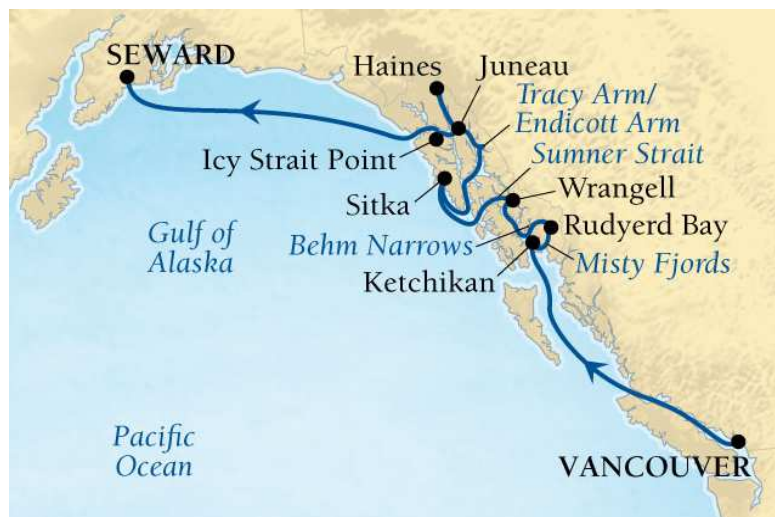 SEWARD
Haines
Juneau
Tracy Arm/
Endicott Arm
Icy Strait Point
Sumner Strait
Sitka
Wrangell
Gulf of
Alaska
Behm Narrows
Rudyerd Bay
Ketchikan
Misty Fjords
Pacific
Ocean
VANCOUVER